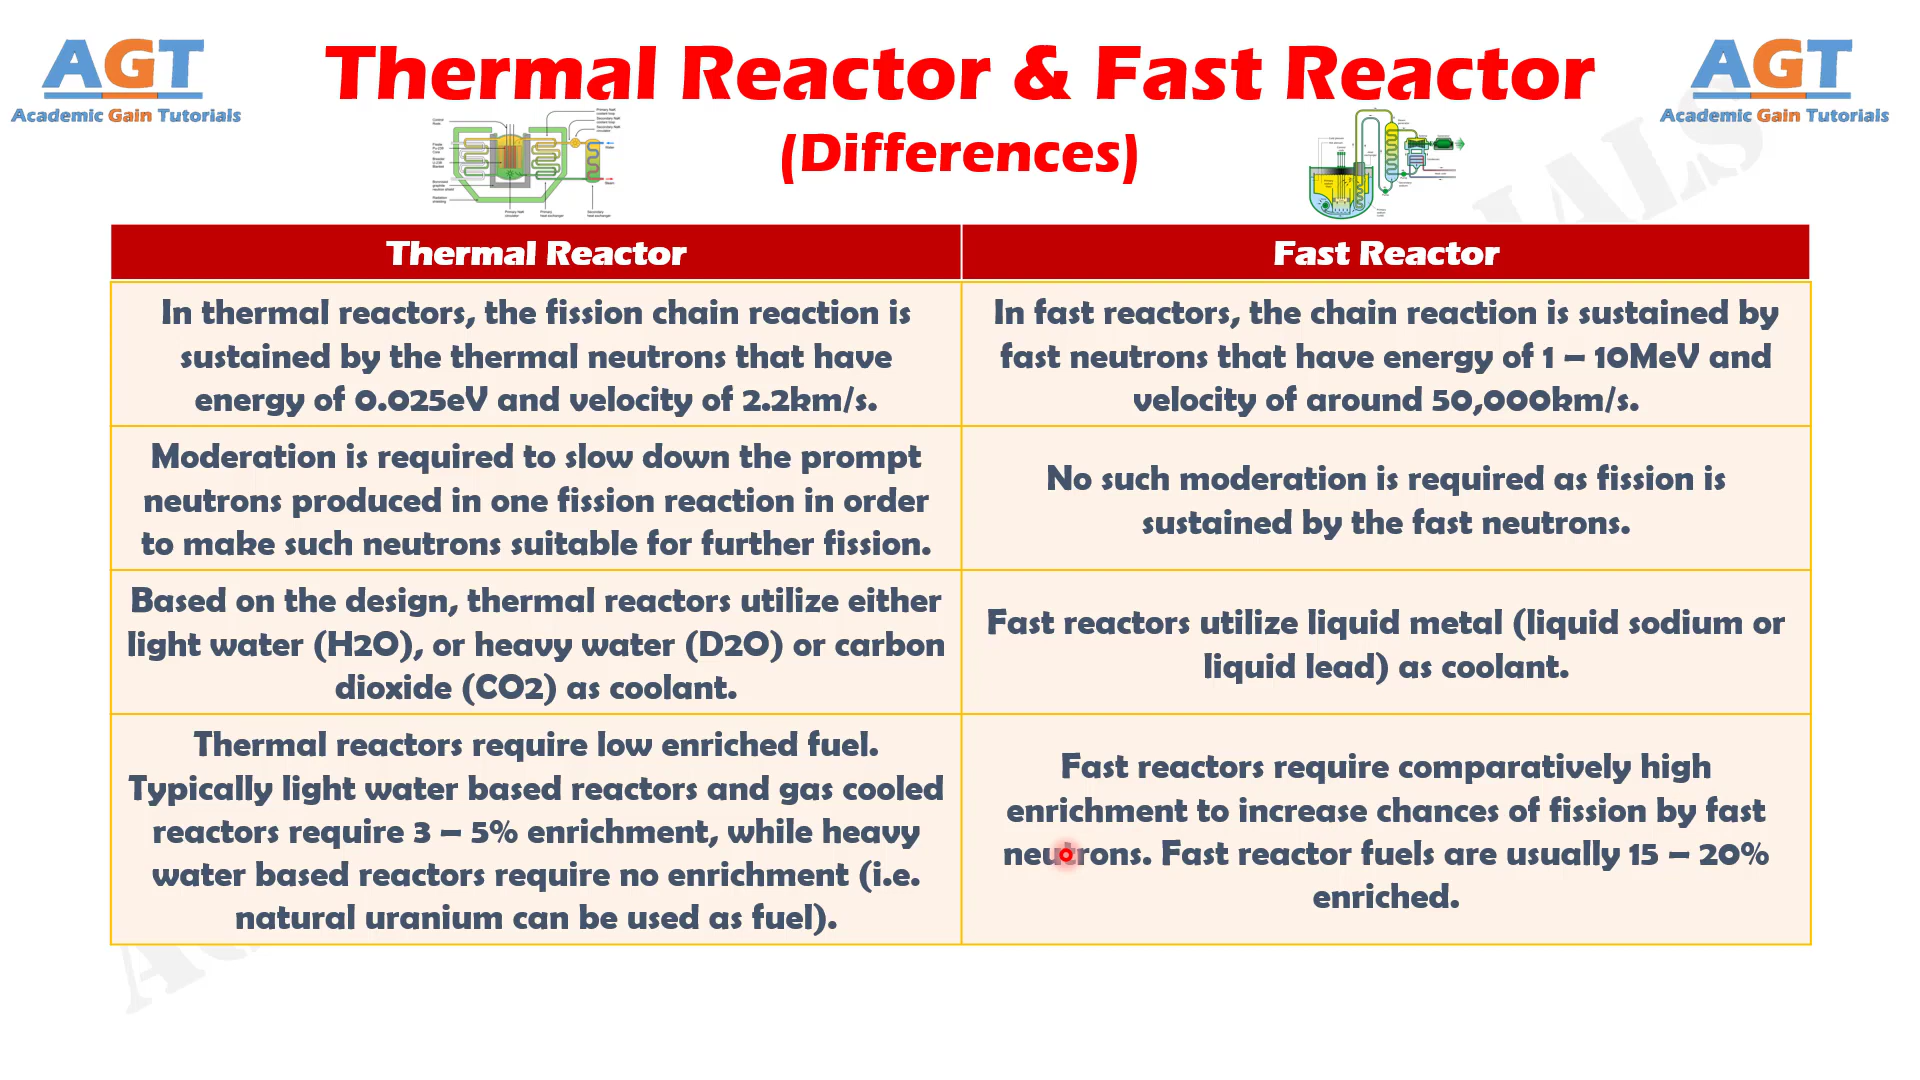 AGT
Academic Gain Tutorials
Thermal Reactor & Fast Reactor
(Differences)
AGT
Academic Gain Tutorials
Thermal Reactor
Fast Reactor
In thermal reactors, the fission chain reaction is
sustained by the thermal neutrons that have
energy of 0.025eV and velocity of 2.2km/s.
In fast reactors, the chain reaction is sustained by
fast neutrons that have energy of 1 – 10MeV and
velocity of around 50,000km/s.
Moderation is required to slow down the prompt
neutrons produced in one fission reaction in order
to make such neutrons suitable for further fission.
No such moderation is required as fission is
sustained by the fast neutrons.
Based on the design, thermal reactors utilize either
light water (H2O), or heavy water (D2O) or carbon
dioxide (CO2) as coolant.
Fast reactors utilize liquid metal (liquid sodium or
liquid lead) as coolant.
Thermal reactors require low enriched fuel.
Typically light water based reactors and gas cooled
reactors require 3 – 5% enrichment, while heavy
water based reactors require no enrichment (i.e.
natural uranium can be used as fuel).
Fast reactors require comparatively high
enrichment to increase chances of fission by fast
neutrons. Fast reactor fuels are usually 15 – 20%
enriched.